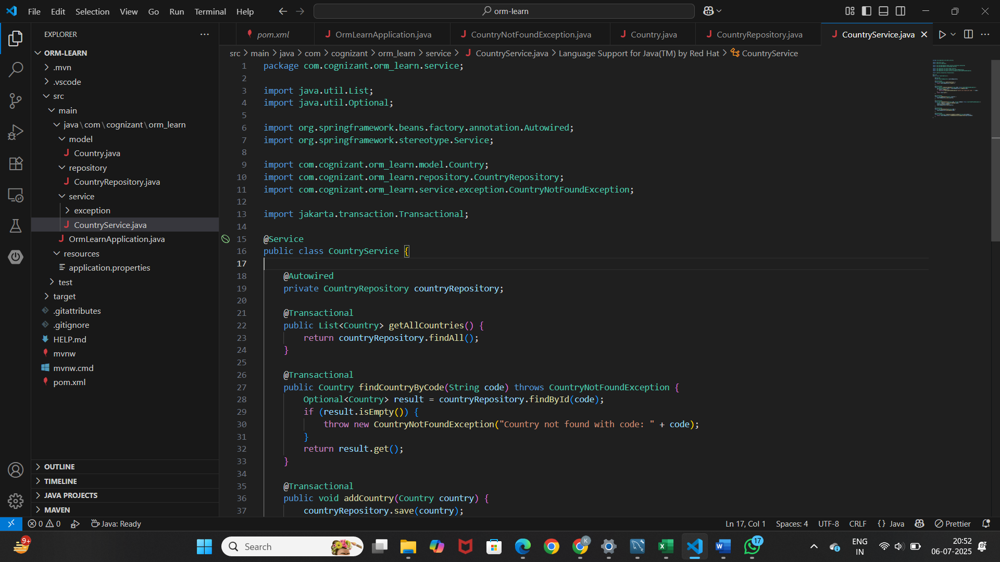 File Edit Selection View Go Run Terminal Help
orm-learn
EXPLORER
ORM-LEARN
.mvn
.vscode
src
main
java\com\cognizant\orm_learn
model
Country.java
repository
CountryRepository.java
service
exception
CountryService.java
OrmLearnApplication.java
resources
application.properties
test
target
.gitattributes
.gitignore
HELP.md
mvnw
mvnw.cmd
pom.xml
OUTLINE
TIMELINE
JAVA PROJECTS
MAVEN
pom.xml OrmLearnApplication.java CountryNotFoundException.java Country.java CountryRepository.java CountryService.java
src > main > java > com > cognizant > orm_learn > service > CountryService.java > Language Support for Java(TM) by Red Hat > CountryService
1 package com.cognizant.orm_learn.service;
2
3 import java.util.List;
4 import java.util.Optional;
5
6 import org.springframework.beans.factory.annotation.Autowired;
7 import org.springframework.stereotype.Service;
8
9 import com.cognizant.orm_learn.model.Country;
10 import com.cognizant.orm_learn.repository.CountryRepository;
11 import com.cognizant.orm_learn.service.exception.CountryNotFoundException;
12
13 import jakarta.transaction.Transactional;
14
15 @Service
16 public class CountryService {
17
18 @Autowired
19 private CountryRepository countryRepository;
20
21 @Transactional
22 public List<Country> getAllCountries() {
23 return countryRepository.findAll();
24 }
25
26 @Transactional
27 public Country findCountryByCode(String code) throws CountryNotFoundException {
28 Optional<Country> result = countryRepository.findById(code);
29 if (result.isEmpty()) {
30 throw new CountryNotFoundException("Country not found with code: " + code);
31 }
32 return result.get();
33 }
34
35 @Transactional
36 public void addCountry(Country country) {
37 countryRepository.save(country);
0 0 Java: Ready
Ln 17, Col 1 Spaces: 4 UTF-8 CRLF {} Java Prettier
9+
Search
K
17
ENG
IN
20:52
06-07-2025